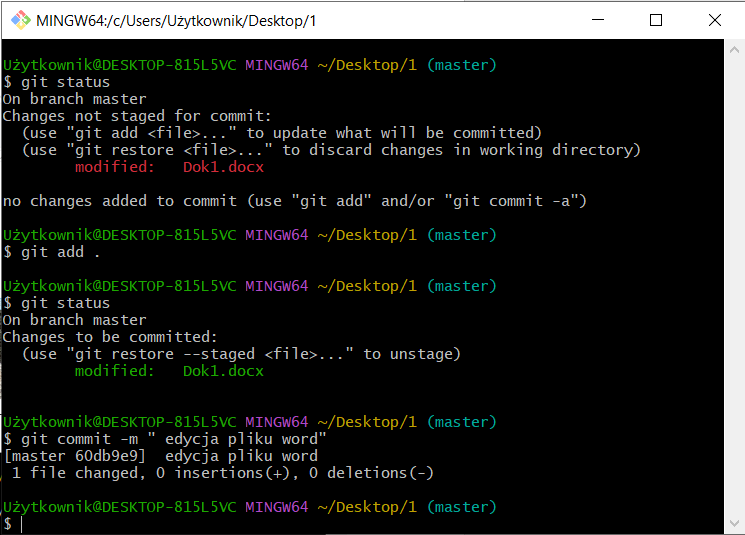 MINGW64:/c/Users/Użytkownik/Desktop/1
Użytkownik@DESKTOP-815L5VC MINGW64 ~/Desktop/1 (master)
$ git status
On branch master
Changes not staged for commit:
  (use "git add <file>..." to update what will be committed)
  (use "git restore <file>..." to discard changes in working directory)
        modified:   Dok1.docx
no changes added to commit (use "git add" and/or "git commit -a")
Użytkownik@DESKTOP-815L5VC MINGW64 ~/Desktop/1 (master)
$ git add .
Użytkownik@DESKTOP-815L5VC MINGW64 ~/Desktop/1 (master)
$ git status
On branch master
Changes to be committed:
  (use "git restore --staged <file>..." to unstage)
        modified:   Dok1.docx
Użytkownik@DESKTOP-815L5VC MINGW64 ~/Desktop/1 (master)
$ git commit -m " edycja pliku word"
[master 60db9e9]  edycja pliku word
 1 file changed, 0 insertions(+), 0 deletions(-)
Użytkownik@DESKTOP-815L5VC MINGW64 ~/Desktop/1 (master)
$